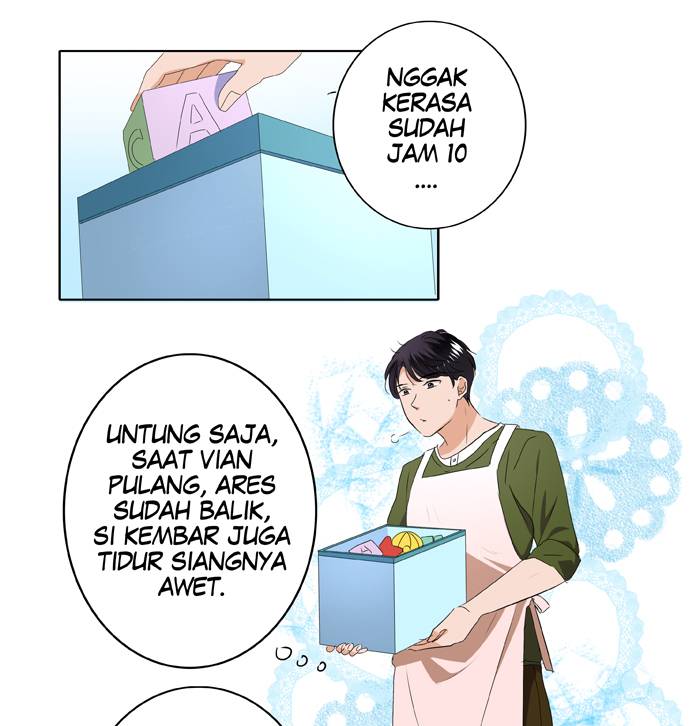 NGGAK
KERASA
SUDAH
JAM 10
....
A
C
UNTUNG SAJA,
SAAT VIAN
PULANG, ARES
SUDAH BALIK,
SI KEMBAR JUGA
TIDUR SIANGNYA
AWET.